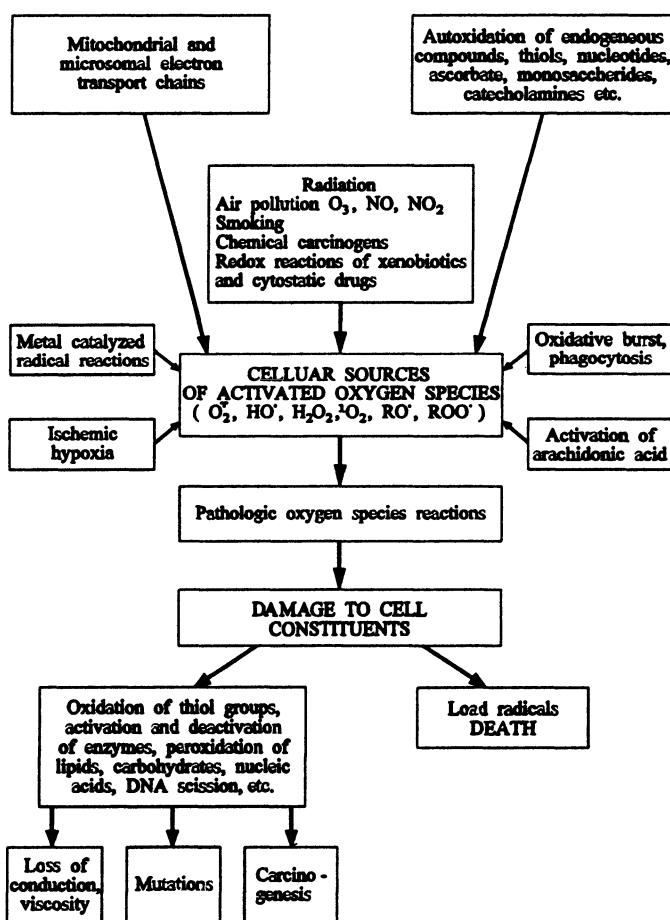 Mitochondrial and
microsomal electron
transport chains
Autoxidation of endogeneous
compounds, thiols, nucleotides,
ascorbate, monosaccherides,
catecholamines etc.
Radiation
Air pollution O₃, NO, NO₂
Smoking
Chemical carcinogens
Redox reactions of xenobiotics
and cytostatic drugs
Metal catalyzed
radical reactions
Oxidative burst,
phagocytosis
CELLUAR SOURCES
OF ACTIVATED OXYGEN SPECIES
( O₂⁻, HO·, H₂O₂, ¹O₂, RO·, ROO· )
Ischemic
hypoxia
Activation of
arachidonic acid
Pathologic oxygen species reactions
DAMAGE TO CELL
CONSTITUENTS
Oxidation of thiol groups,
activation and deactivation
of enzymes, peroxidation of
lipids, carbohydrates, nucleic
acids, DNA scission, etc.
Load radicals
DEATH
Loss of
conduction,
viscosity
Mutations
Carcino -
genesis